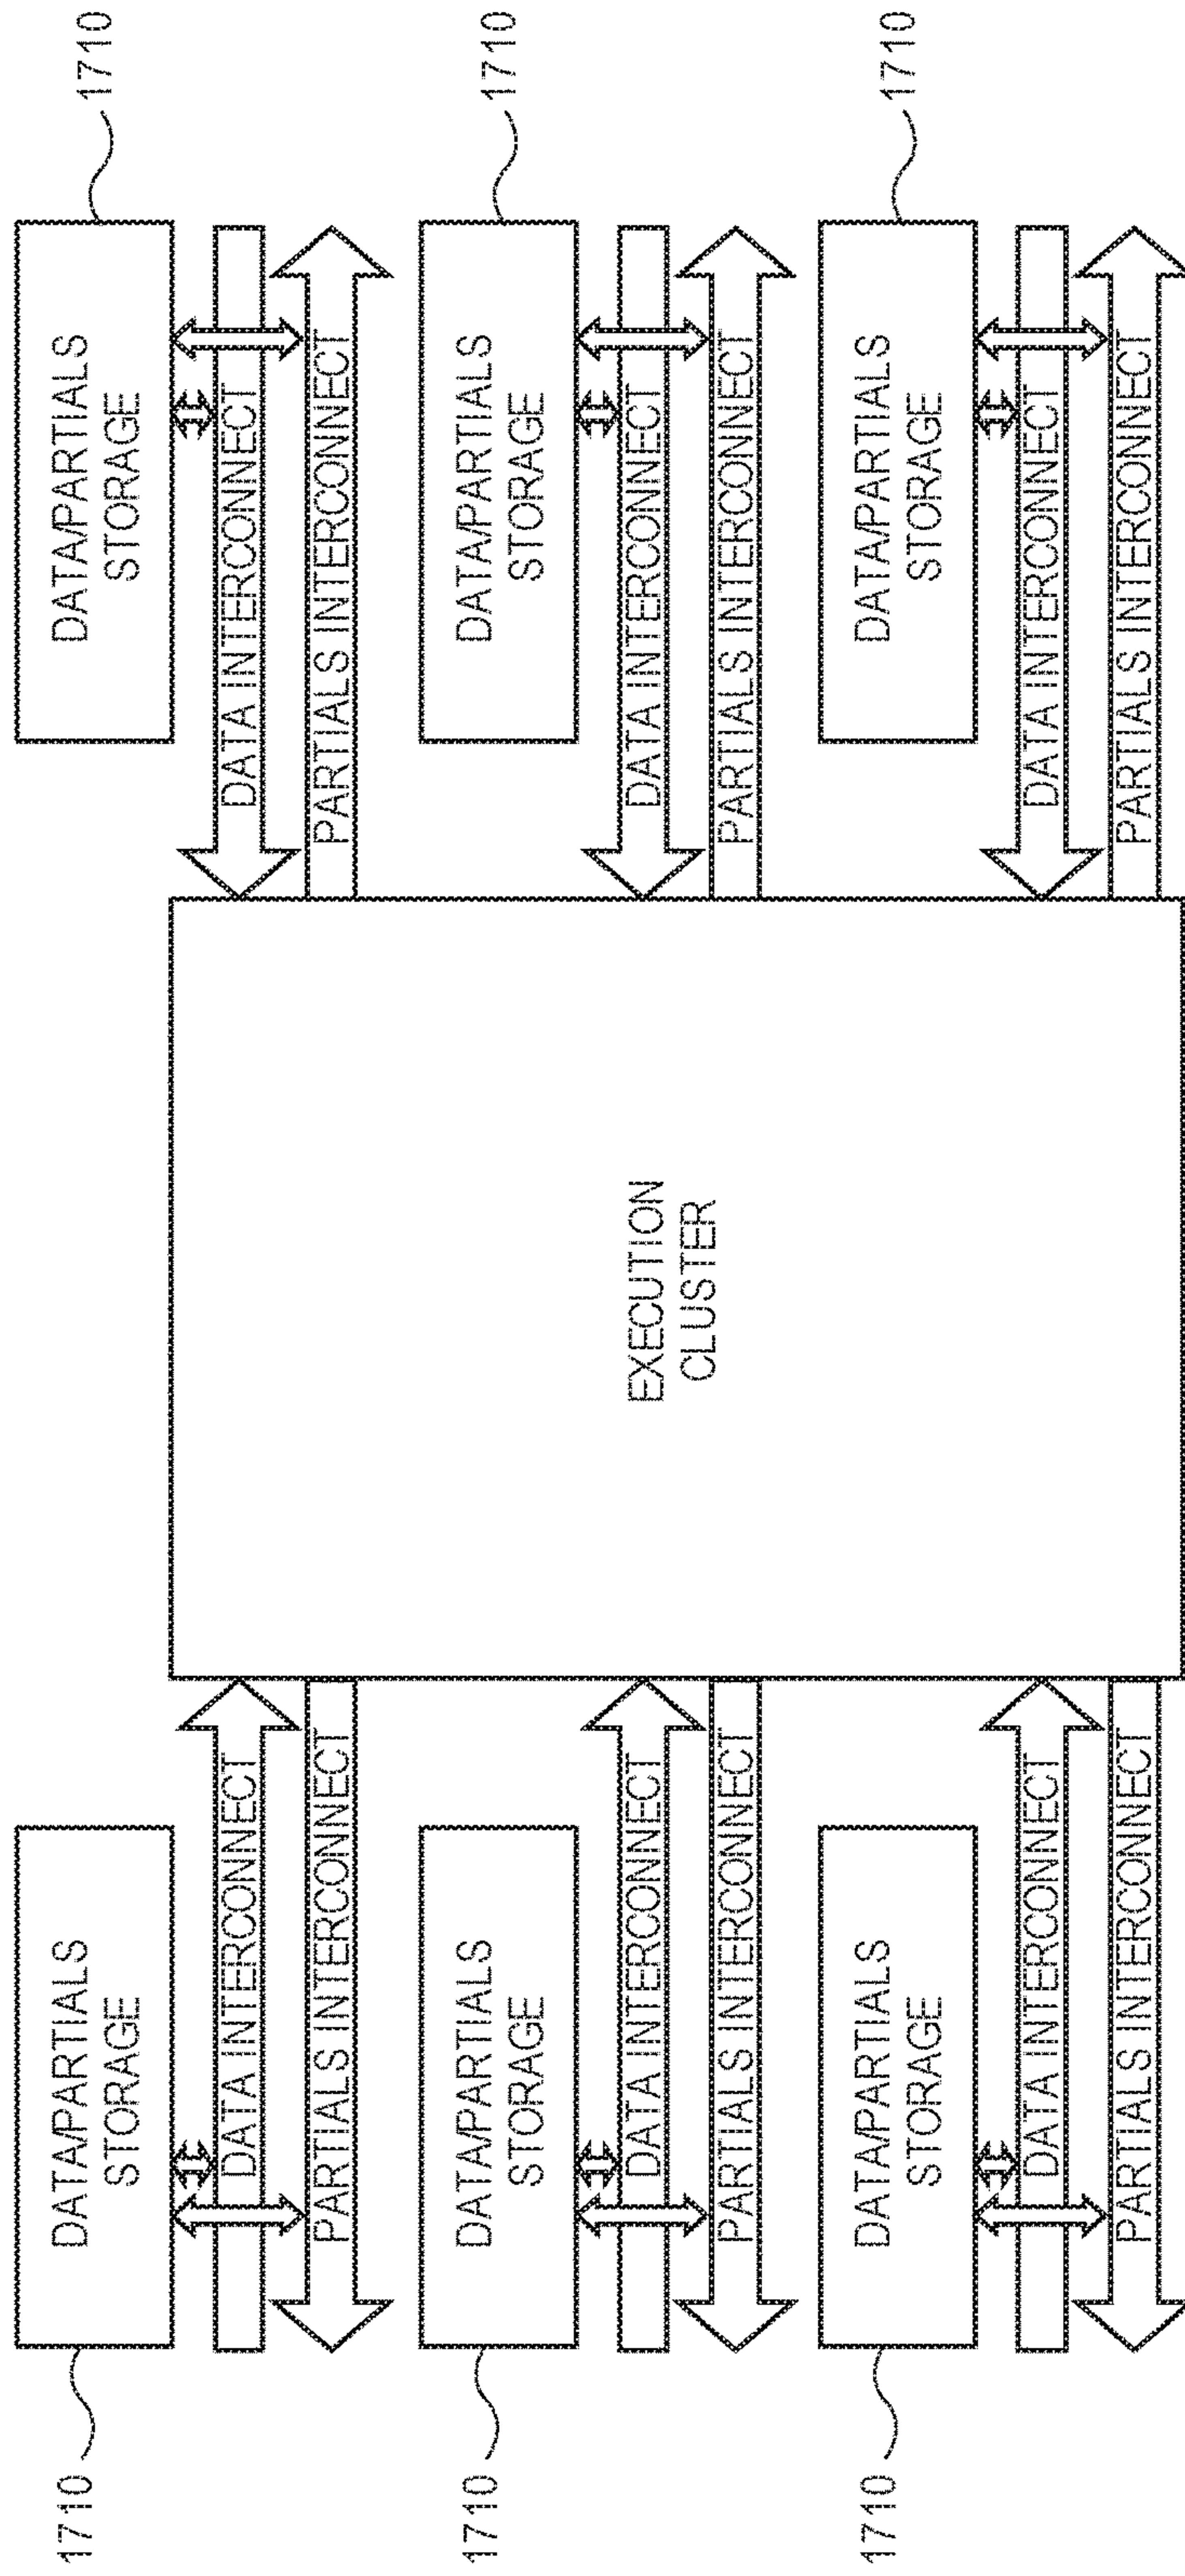 1710
DATA/PARTIALS
STORAGE
DATA/PARTIALS
STORAGE
1710
DATA INTERCONNECT
DATA INTERCONNECT
PARTIALS INTERCONNECT
PARTIALS INTERCONNECT
1710
DATA/PARTIALS
STORAGE
DATA/PARTIALS
STORAGE
1710
DATA INTERCONNECT
EXECUTION
CLUSTER
DATA INTERCONNECT
PARTIALS INTERCONNECT
PARTIALS INTERCONNECT
1710
DATA/PARTIALS
STORAGE
DATA/PARTIALS
STORAGE
1710
DATA INTERCONNECT
DATA INTERCONNECT
PARTIALS INTERCONNECT
PARTIALS INTERCONNECT